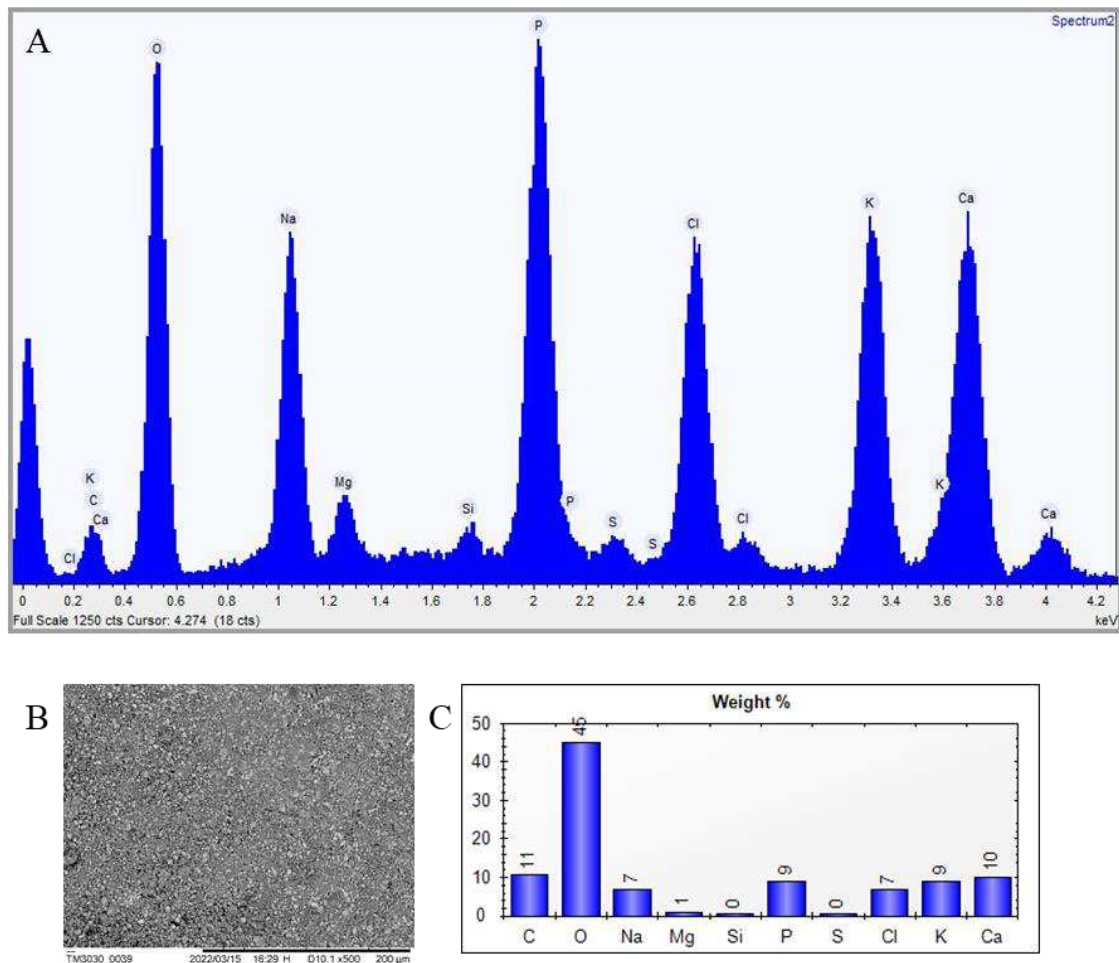 A
Spectrum2
P
O
Na
Cl
K
Ca
K
C
Ca
Cl
Mg
Si
P
S
S
Cl
K
Ca
0 0.2 0.4 0.6 0.8 1 1.2 1.4 1.6 1.8 2 2.2 2.4 2.6 2.8 3 3.2 3.4 3.6 3.8 4 4.2
Full Scale 1250 cts Cursor: 4.274 (18 cts)
keV
B
TM3030_0039 2022/03/15 16:29 H D10.1 x500 200 µm
C
Weight %
50
40
30
20
10
0
11 45 7 1 0 9 0 7 9 10
C O Na Mg Si P S Cl K Ca